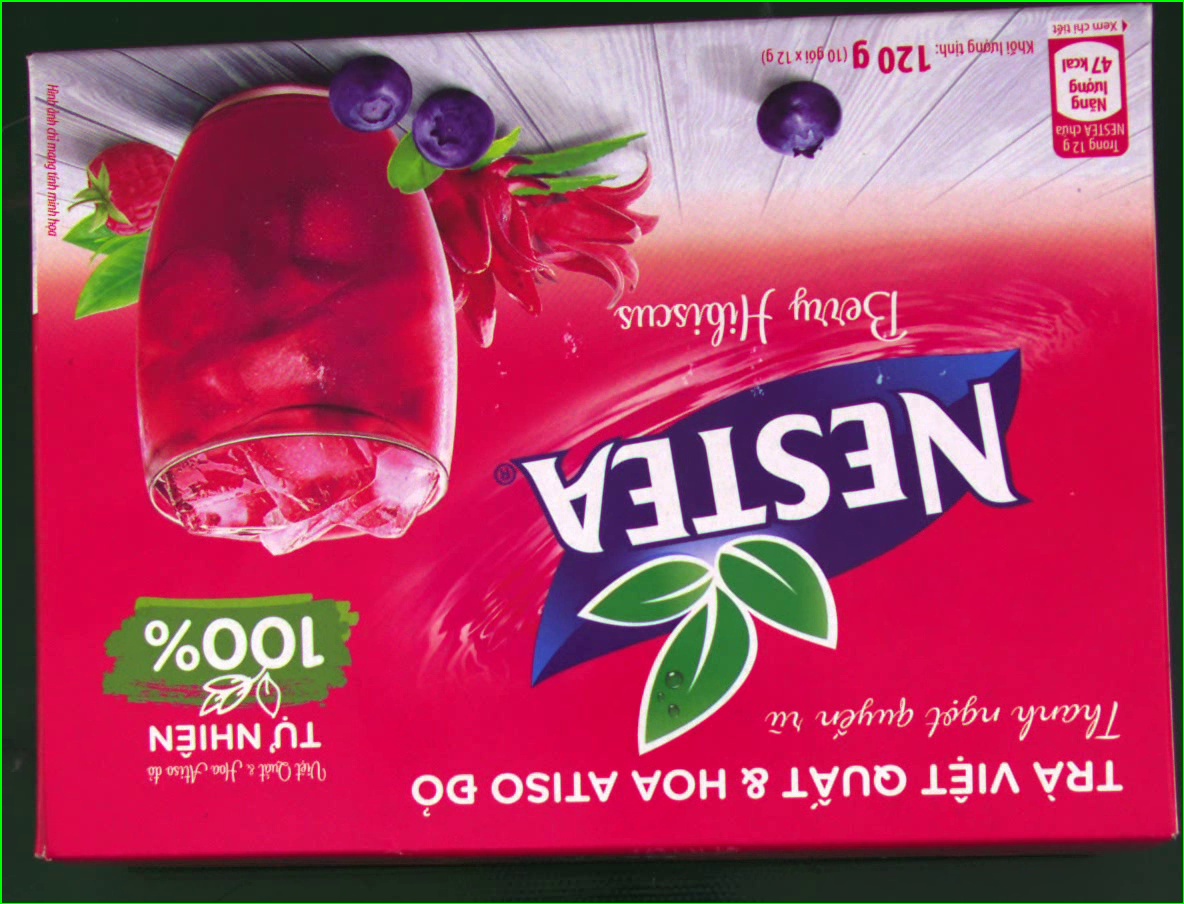 TRÀ VIỆT QUẤT & HOA ATISO ĐỎ
Thanh ngọt quyến rũ
NESTEA®
Berry Hibiscus
Việt Quất & Hoa Atiso đỏ
TỰ NHIÊN
100%
Trong 12 g
NESTEA chứa
Năng
lượng
47 kcal
Xem chi tiết
Khối lượng tịnh: 120 g (10 gói x 12 g)
Hình ảnh chỉ mang tính minh họa